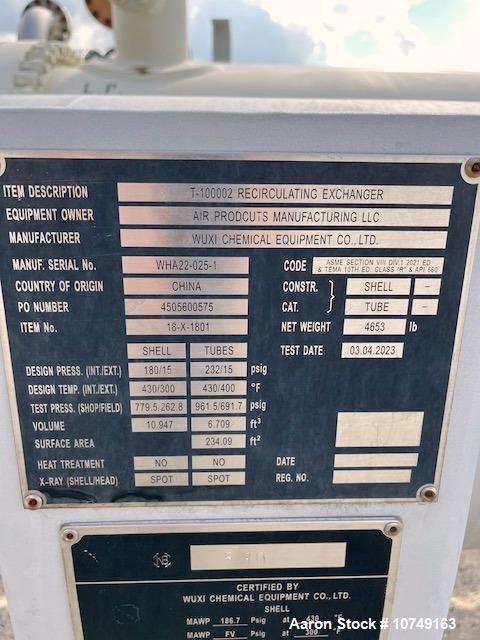 ITEM DESCRIPTION T-100002 RECIRCULATING EXCHANGER
EQUIPMENT OWNER AIR PRODCUTS MANUFACTURING LLC
MANUFACTURER WUXI CHEMICAL EQUIPMENT CO., LTD.
MANUF. SERIAL No. WHA22-025-1 CODE ASME SECTION VIII DIV.1 2021 ED
& TEMA 10TH ED. CLASS "R" & API 660
COUNTRY OF ORIGIN CHINA CONSTR. SHELL –
PO NUMBER 4505600575 CAT. TUBE –
ITEM No. 18-X-1801 NET WEIGHT 4653 lb
SHELL TUBES TEST DATE 03.04.2023
DESIGN PRESS. (INT./EXT.) 180/15 232/15 psig
DESIGN TEMP. (INT./EXT.) 430/300 430/400 °F
TEST PRESS. (SHOP/FIELD) 779.5/262.8 961.5/691.7 psig
VOLUME 10.947 6.709 ft³
SURFACE AREA 234.09 ft²
HEAT TREATMENT NO NO DATE
X-RAY (SHELL/HEAD) SPOT SPOT REG. NO.
NB
CERTIFIED BY
WUXI CHEMICAL EQUIPMENT CO., LTD.
SHELL
MAWP 186.7 Psig at 430 °F
MAWP FV Psig at 300
Aaron Stock # 10749163